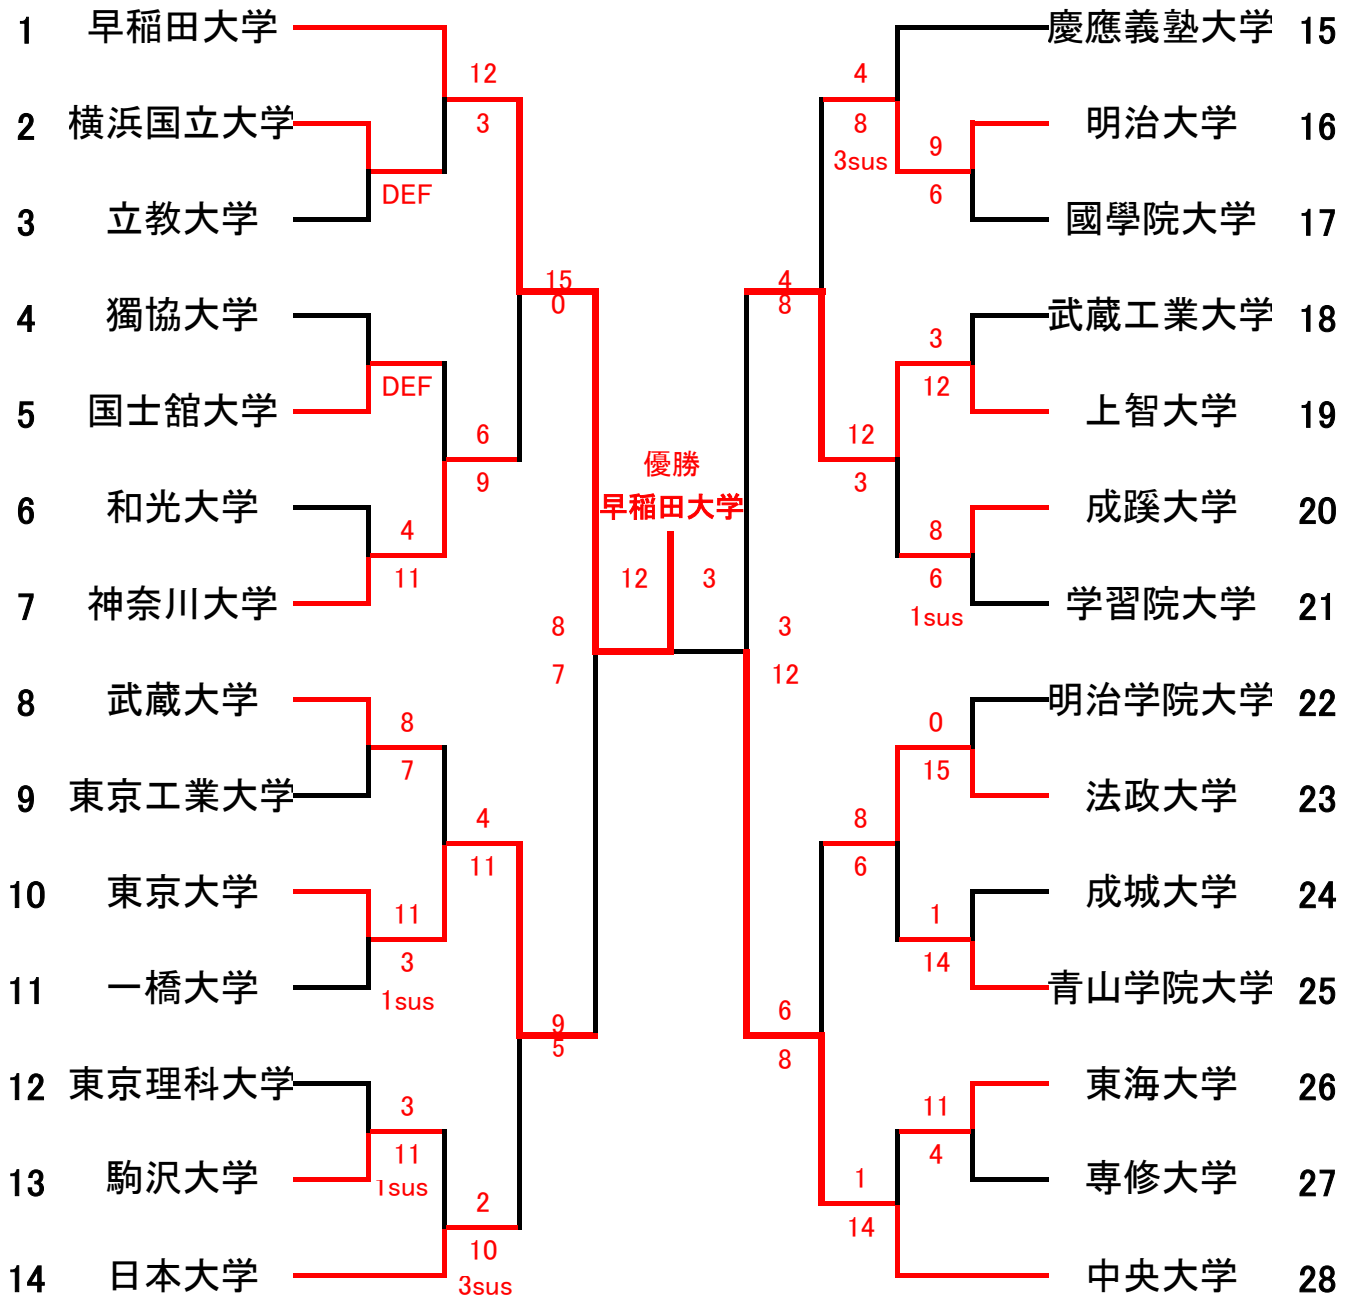 1 早稲田大学
2 横浜国立大学
3 立教大学
4 獨協大学
5 国士舘大学
6 和光大学
7 神奈川大学
8 武蔵大学
9 東京工業大学
10 東京大学
11 一橋大学
12 東京理科大学
13 駒沢大学
14 日本大学
12
3
DEF
15
0
DEF
6
9
4
11
8
7
8
7
4
11
11
3
1sus
9
5
3
11
1sus
2
10
3sus
優勝
早稲田大学
12
3
4
8
3sus
9
6
4
8
3
12
12
3
8
6
1sus
3
12
0
15
8
6
1
14
6
8
11
4
1
14
慶應義塾大学 15
明治大学 16
國學院大学 17
武蔵工業大学 18
上智大学 19
成蹊大学 20
学習院大学 21
明治学院大学 22
法政大学 23
成城大学 24
青山学院大学 25
東海大学 26
専修大学 27
中央大学 28